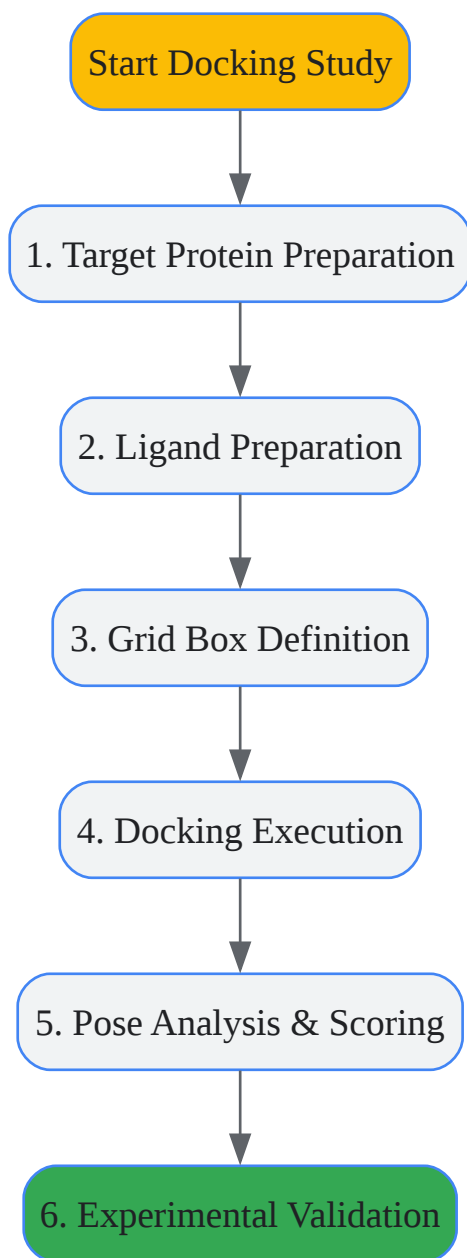 Start Docking Study
1. Target Protein Preparation
2. Ligand Preparation
3. Grid Box Definition
4. Docking Execution
5. Pose Analysis & Scoring
6. Experimental Validation